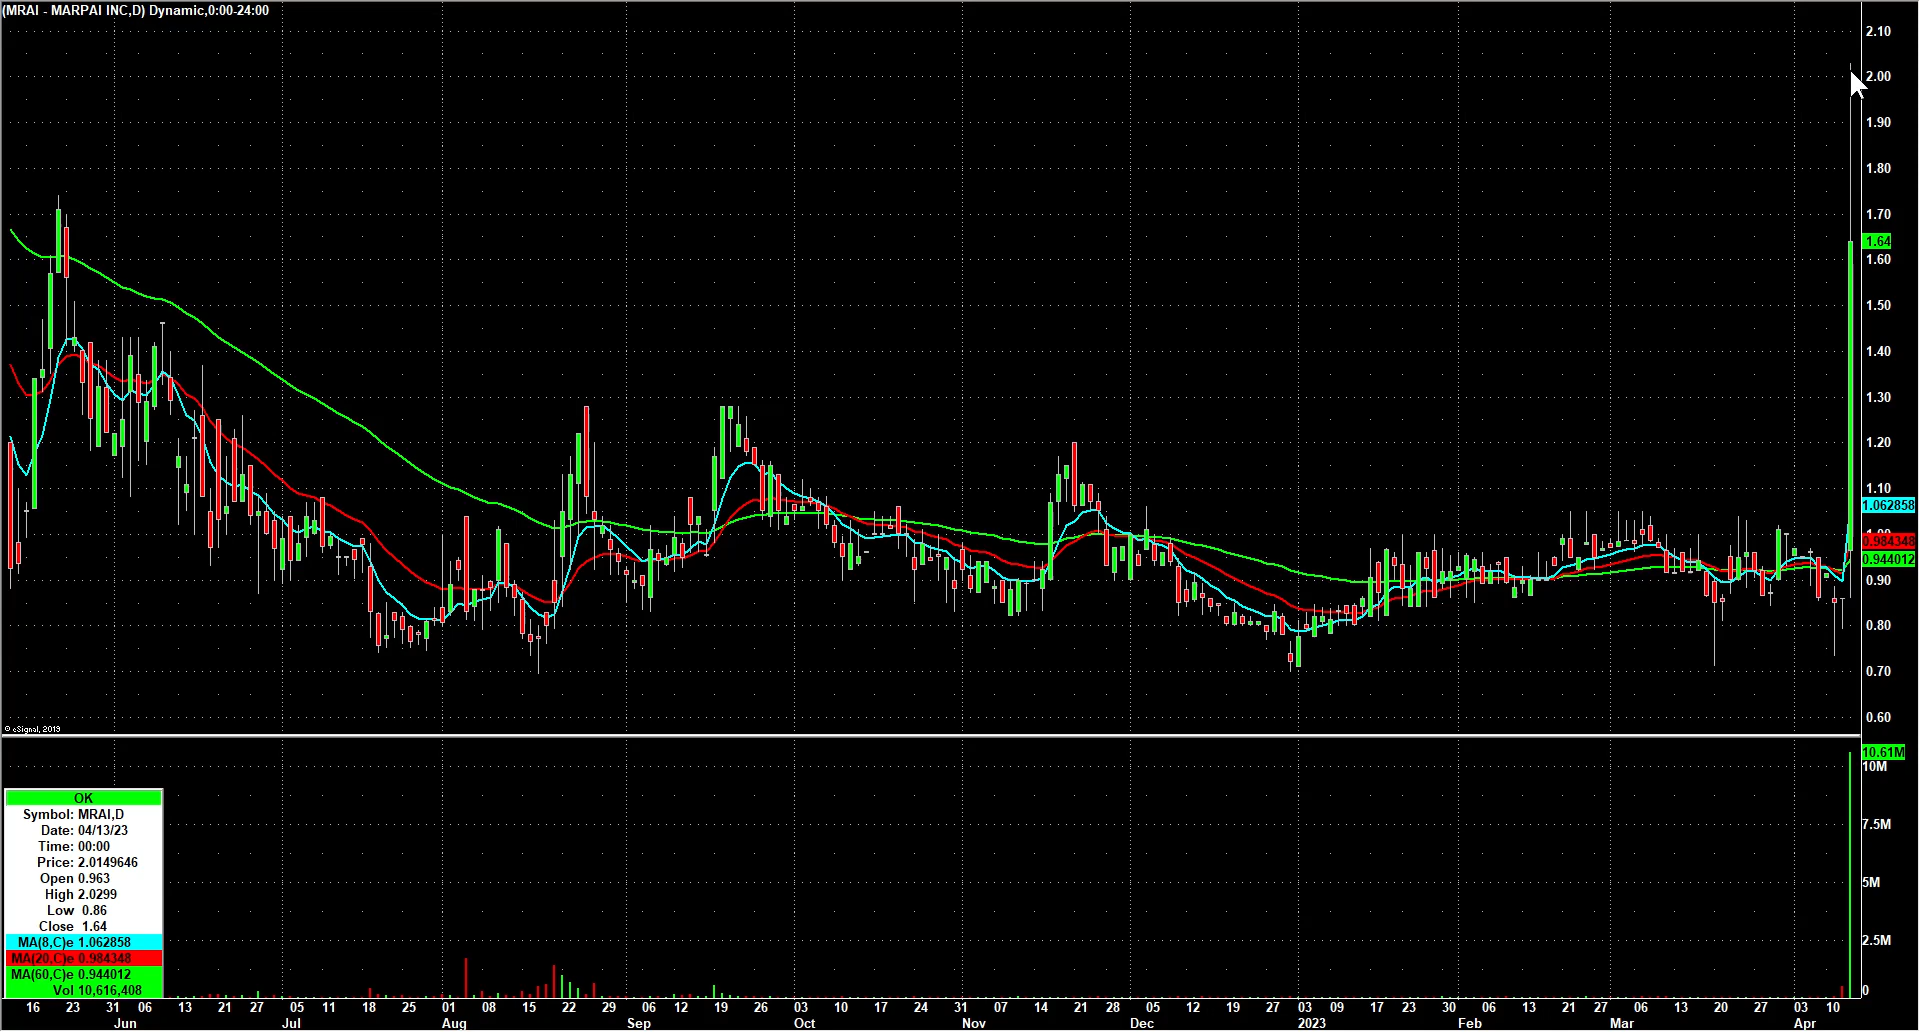 (MRAI - MARPAI INC,D) Dynamic,0:00-24:00
2.10
2.00
1.90
1.80
1.70
1.64
1.60
1.50
1.40
1.30
1.20
1.10
1.062858
1.00
0.984348
0.944012
0.90
0.80
0.70
0.60
© eSignal, 2019
10.61M
10M
7.5M
5M
2.5M
0
OK
Symbol: MRAI,D
Date: 04/13/23
Time: 00:00
Price: 2.0149646
Open 0.963
High 2.0299
Low 0.86
Close 1.64
MA(8,C)e 1.062858
MA(20,C)e 0.984348
MA(60,C)e 0.944012
Vol 10,616,408
16 23 31 06 13 21 27 05 11 18 25 01 08 15 22 29 06 12 19 26 03 10 17 24 31 07 14 21 28 05 12 19 27 03 09 17 23 30 06 13 21 27 06 13 20 27 03 10
Jun Jul Aug Sep Oct Nov Dec 2023 Feb Mar Apr